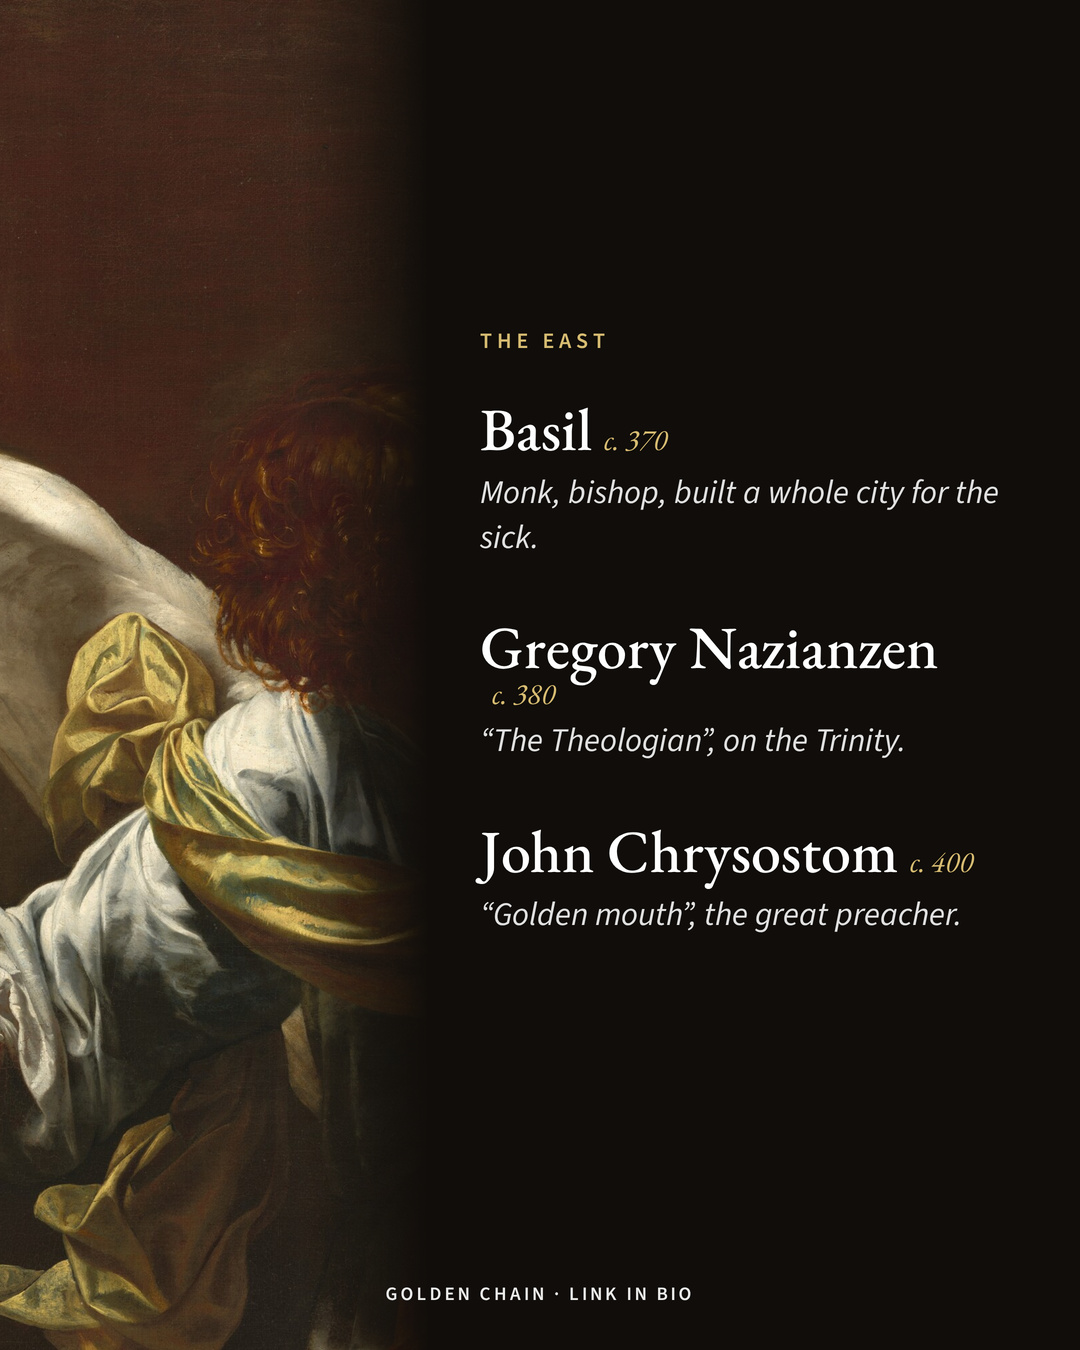 THE EAST
Basil c. 370
Monk, bishop, built a whole city for the
sick.
Gregory Nazianzen
c. 380
“The Theologian”, on the Trinity.
John Chrysostom c. 400
“Golden mouth”, the great preacher.
GOLDEN CHAIN · LINK IN BIO